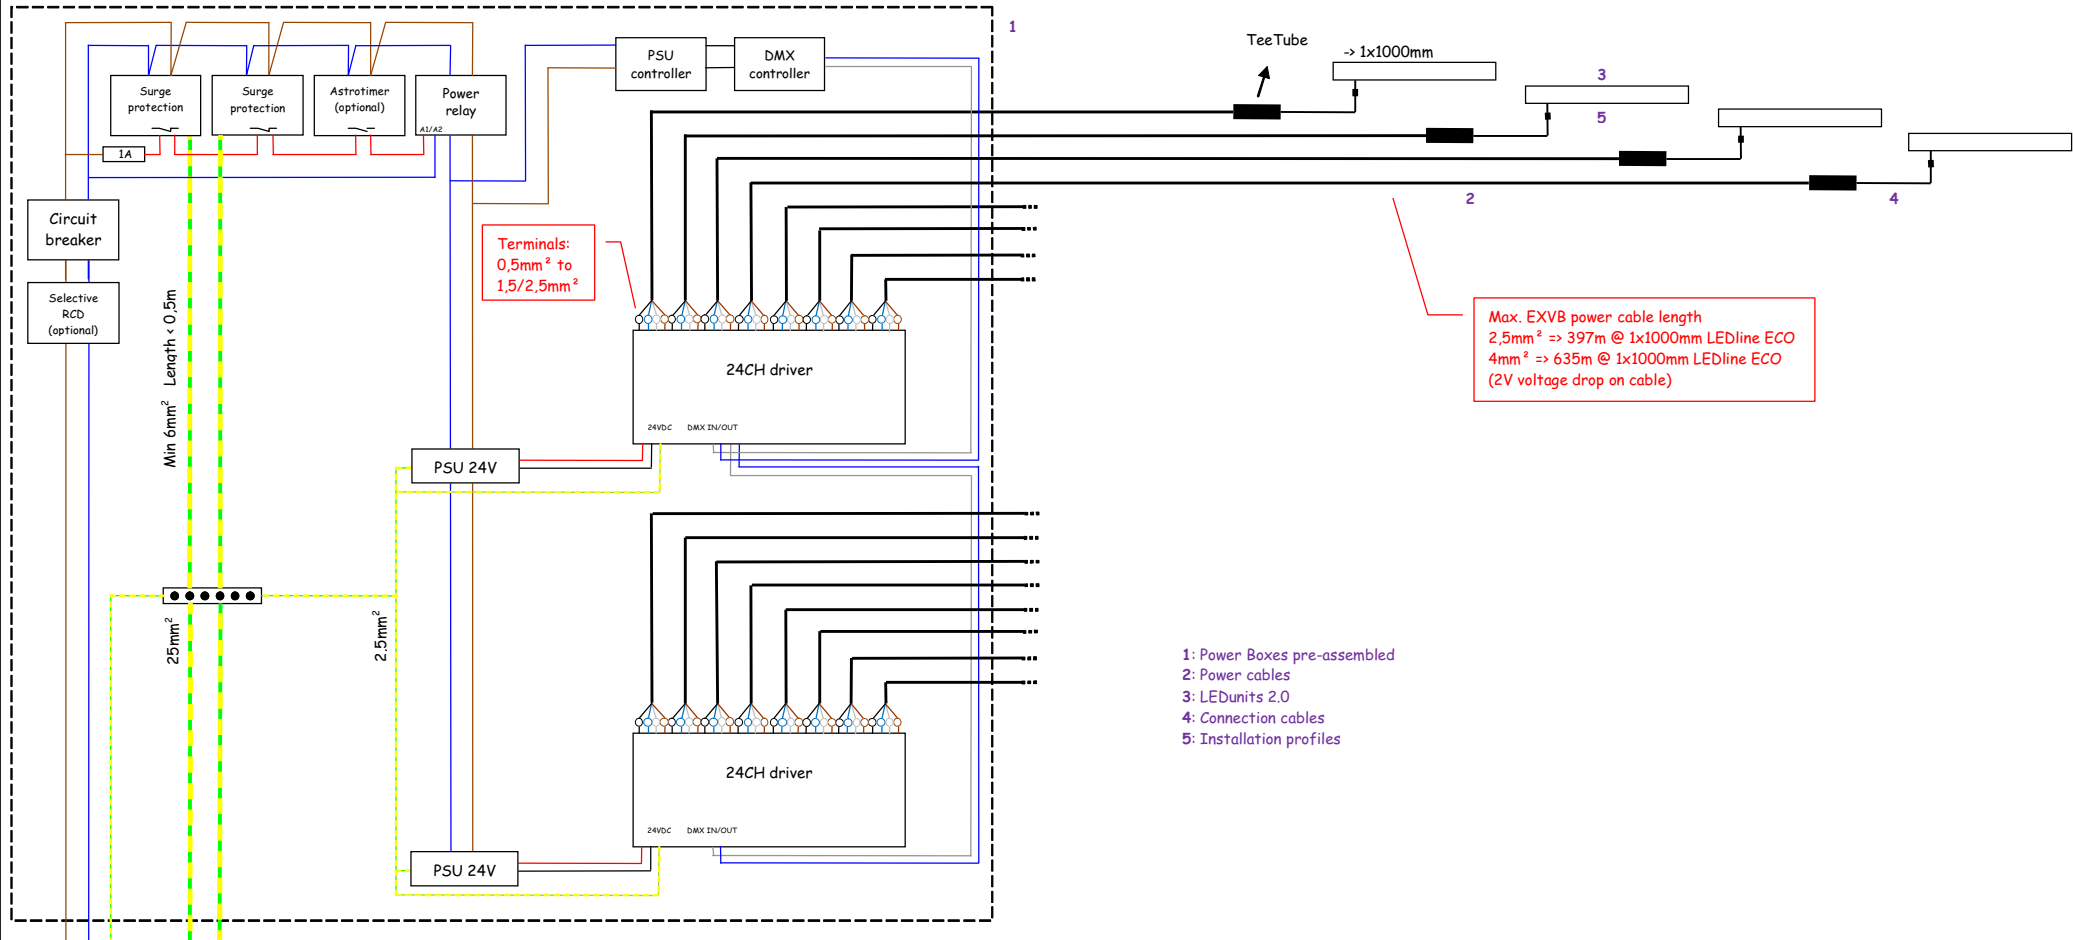 1
TeeTube
-> 1x1000mm
3
5
2
4
PSU
controller
DMX
controller
Surge
protection
Surge
protection
Astrotimer
(optional)
Power
relay
A1/A2
1A
Circuit
breaker
Selective
RCD
(optional)
Min 6mm² Length < 0,5m
Terminals:
0,5mm² to
1,5/2,5mm²
Max. EXVB power cable length
2,5mm² => 397m @ 1x1000mm LEDline ECO
4mm² => 635m @ 1x1000mm LEDline ECO
(2V voltage drop on cable)
24CH driver
24VDC DMX IN/OUT
PSU 24V
25mm²
2.5mm²
24CH driver
24VDC DMX IN/OUT
PSU 24V
1: Power Boxes pre-assembled
2: Power cables
3: LEDunits 2.0
4: Connection cables
5: Installation profiles